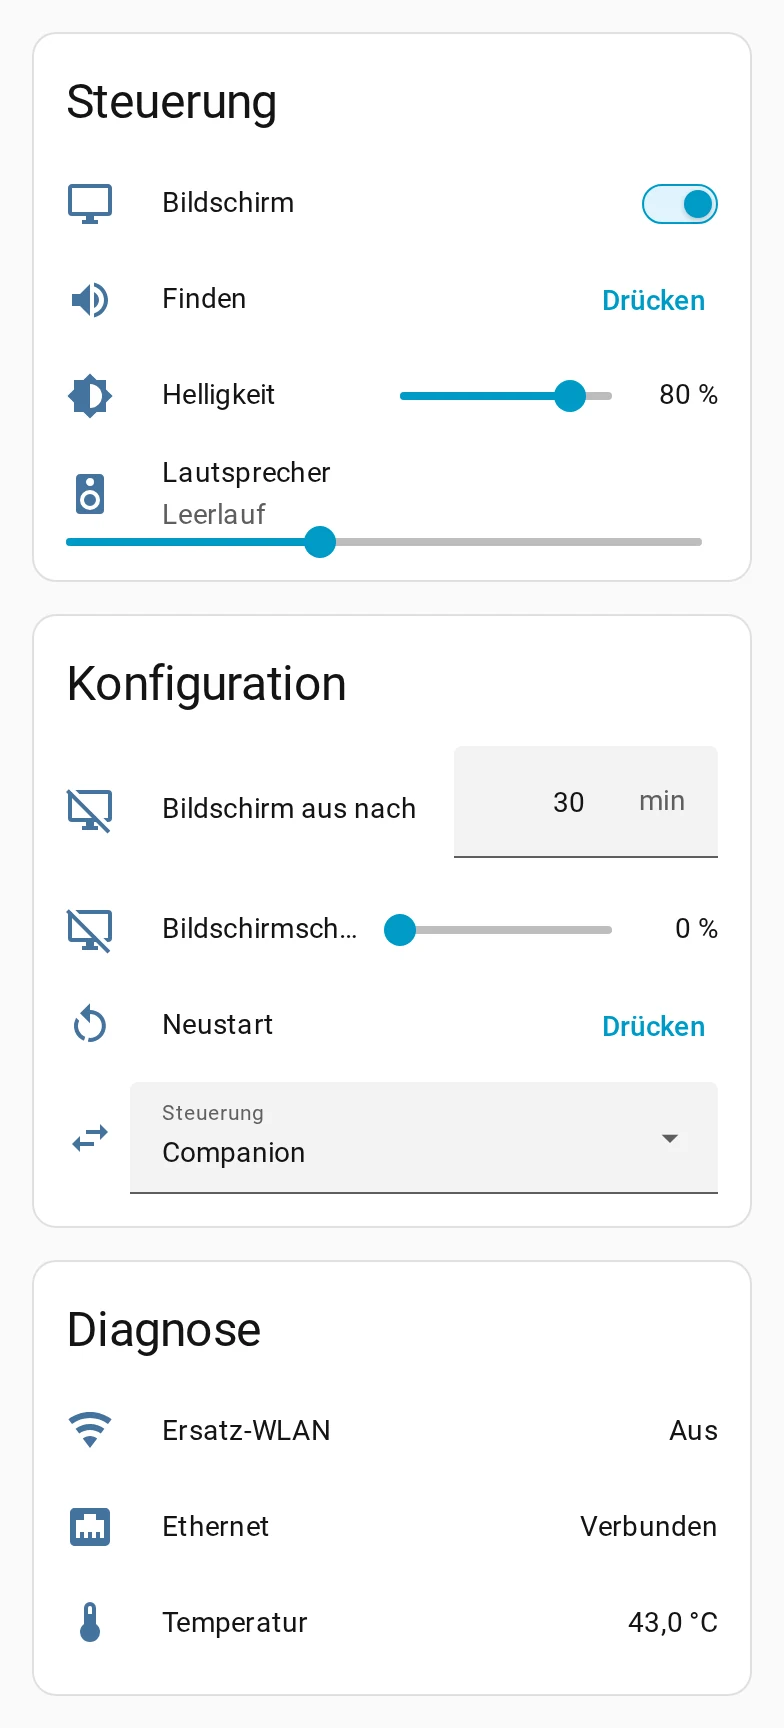 Steuerung
Bildschirm
Finden Drücken
Helligkeit 80 %
Lautsprecher
Leerlauf
Konfiguration
Bildschirm aus nach 30 min
Bildschirmsch... 0 %
Neustart Drücken
Steuerung
Companion
Diagnose
Ersatz-WLAN Aus
Ethernet Verbunden
Temperatur 43,0 °C